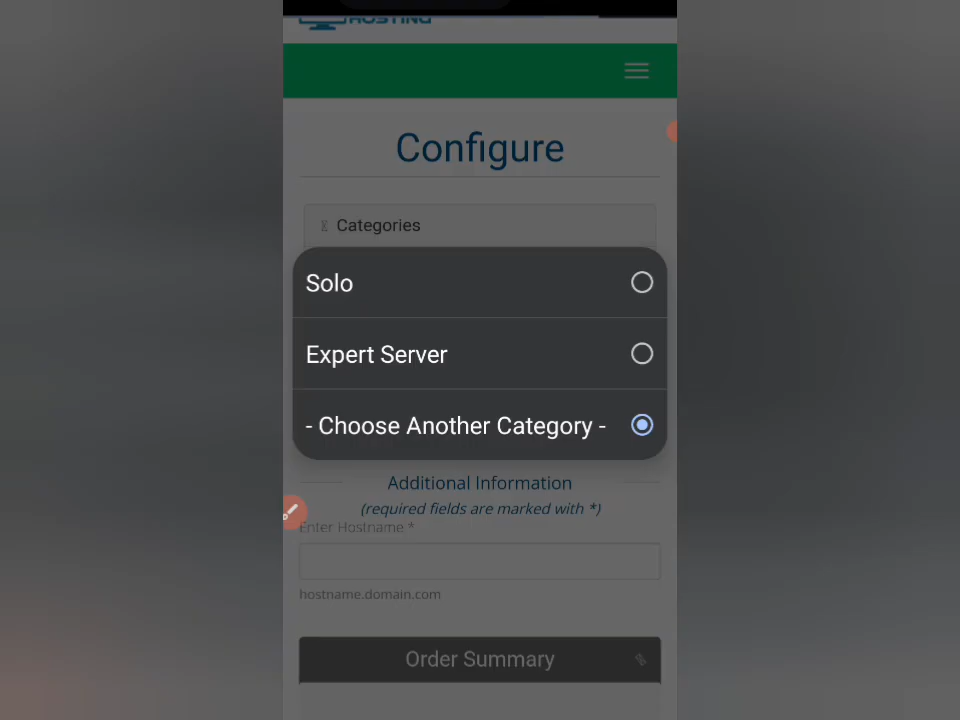 HOSTING
Configure
Categories
Solo
Expert Server
- Choose Another Category -
Additional Information
(required fields are marked with *)
Enter Hostname *
hostname.domain.com
Order Summary